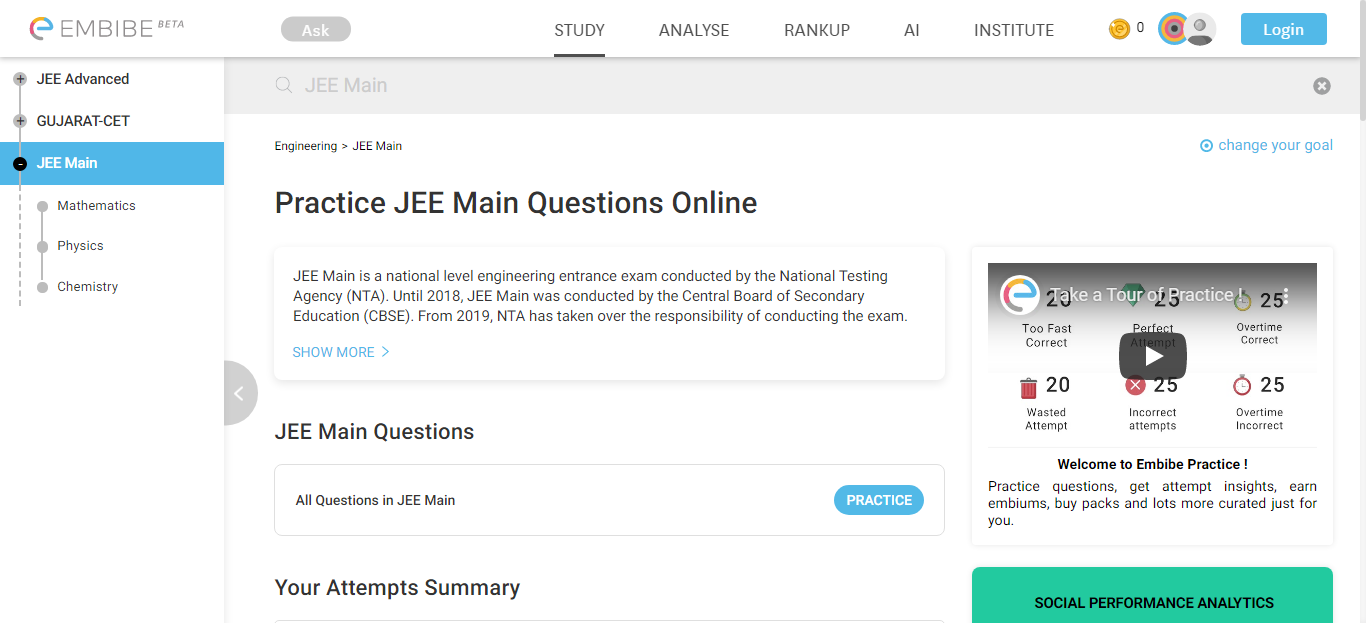 EMBIBE BETA
Ask
STUDY
ANALYSE
RANKUP
AI
INSTITUTE
0
Login
JEE Advanced
GUJARAT-CET
JEE Main
Mathematics
Physics
Chemistry
JEE Main
Engineering > JEE Main
change your goal
Practice JEE Main Questions Online
JEE Main is a national level engineering entrance exam conducted by the National Testing
Agency (NTA). Until 2018, JEE Main was conducted by the Central Board of Secondary
Education (CBSE). From 2019, NTA has taken over the responsibility of conducting the exam.
SHOW MORE
JEE Main Questions
All Questions in JEE Main
PRACTICE
Your Attempts Summary
Take a Tour of Practice !
20
25
25
Too Fast
Correct
Perfect
Attempt
Overtime
Correct
20
25
25
Wasted
Attempt
Incorrect
attempts
Overtime
Incorrect
Welcome to Embibe Practice !
Practice questions, get attempt insights, earn
embiums, buy packs and lots more curated just for
you.
SOCIAL PERFORMANCE ANALYTICS